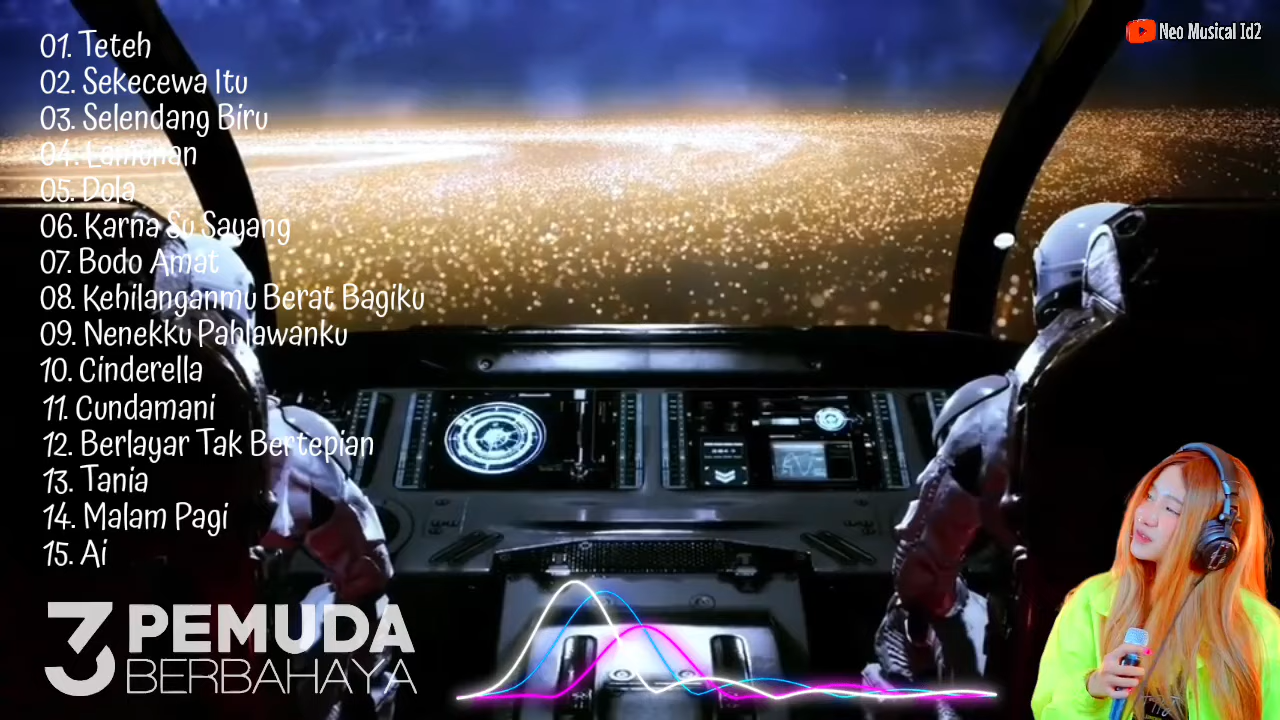 01. Teteh
02. Sekecewa Itu
03. Selendang Biru
04. Lamunan
05. Dola
06. Karna Su Sayang
07. Bodo Amat
08. Kehilanganmu Berat Bagiku
09. Nenekku Pahlawanku
10. Cinderella
11. Cundamani
12. Berlayar Tak Bertepian
13. Tania
14. Malam Pagi
15. Ai
3 PEMUDA
BERBAHAYA
Neo Musical Id2